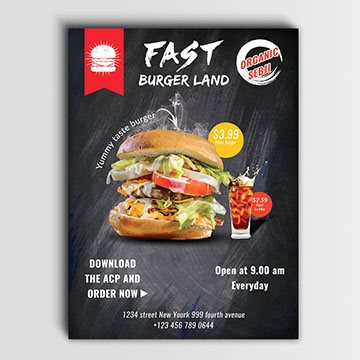 FAST
BURGER LAND
ORGANIC
SEBII
Yummy taste burger
$3.99
$2.59
DOWNLOAD
THE ACP AND
ORDER NOW
Open at 9.00 am
Everyday
1234 street New Yourk 999 fourth avenue
+123 456 789 0644